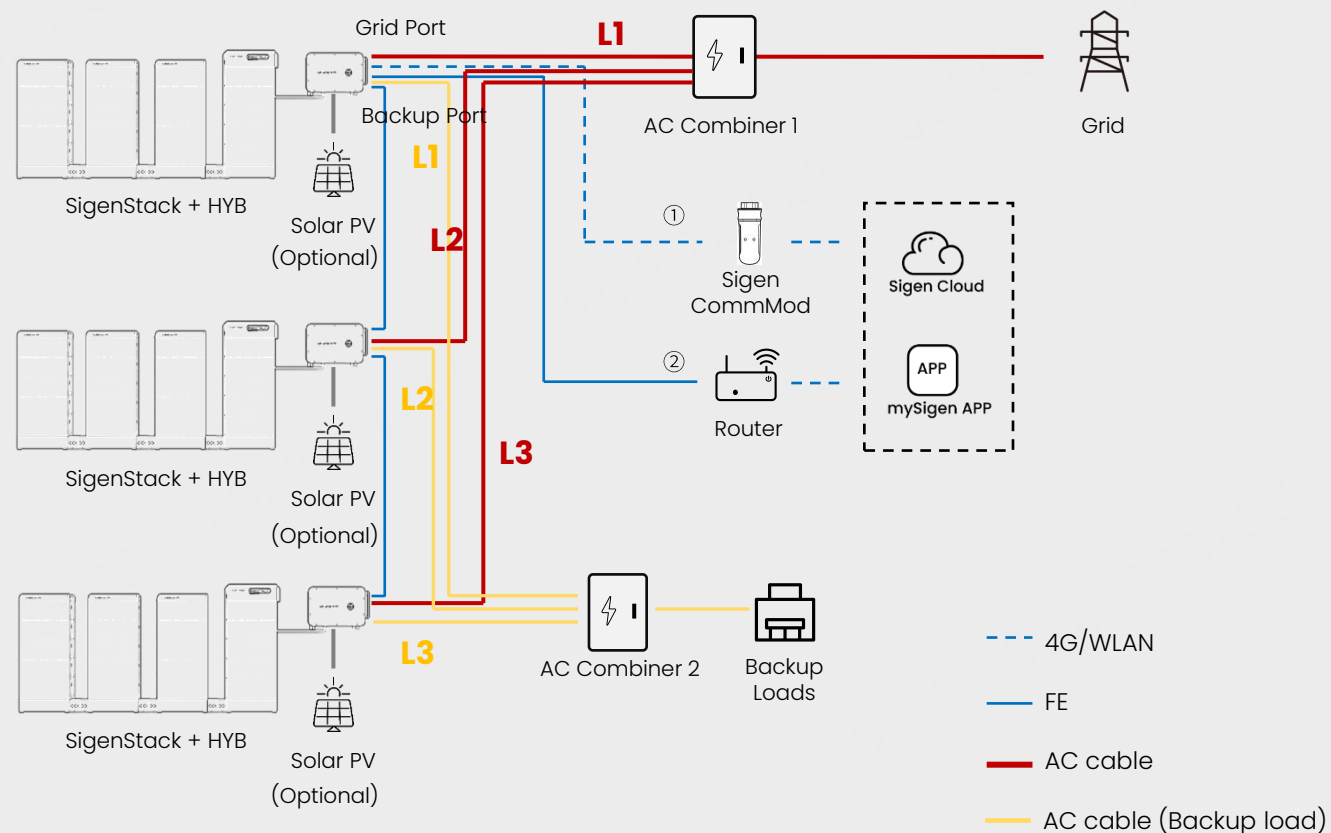 Grid Port
L1
Backup Port
AC Combiner 1
Grid
L1
SigenStack + HYB
Solar PV
(Optional)
L2
①
Sigen
CommMod
Sigen Cloud
②
Router
APP
mySigen APP
L2
SigenStack + HYB
Solar PV
(Optional)
L3
L3
AC Combiner 2
Backup
Loads
SigenStack + HYB
Solar PV
(Optional)
4G/WLAN
FE
AC cable
AC cable (Backup load)